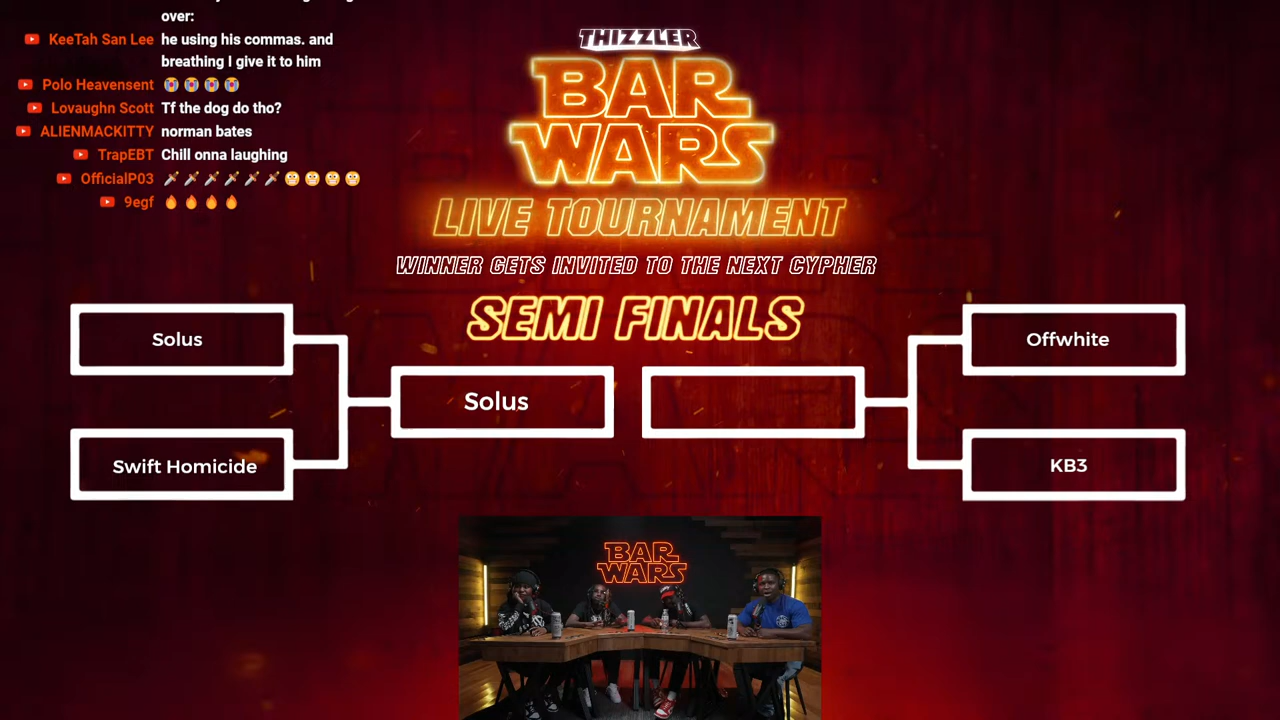 over:
KeeTah San Lee he using his commas. and
breathing I give it to him
Polo Heavensent 😭😭😭😭
Lovaughn Scott Tf the dog do tho?
ALIENMACKITTY norman bates
TrapEBT Chill onna laughing
OfficialP03 🗡🗡🗡🗡🗡🗡😬😬😬😬
9egf 🔥🔥🔥🔥
THIZZLER
BAR
WARS
LIVE TOURNAMENT
WINNER GETS INVITED TO THE NEXT CYPHER
SEMI FINALS
Solus
Swift Homicide
Solus
Offwhite
KB3
BAR
WARS